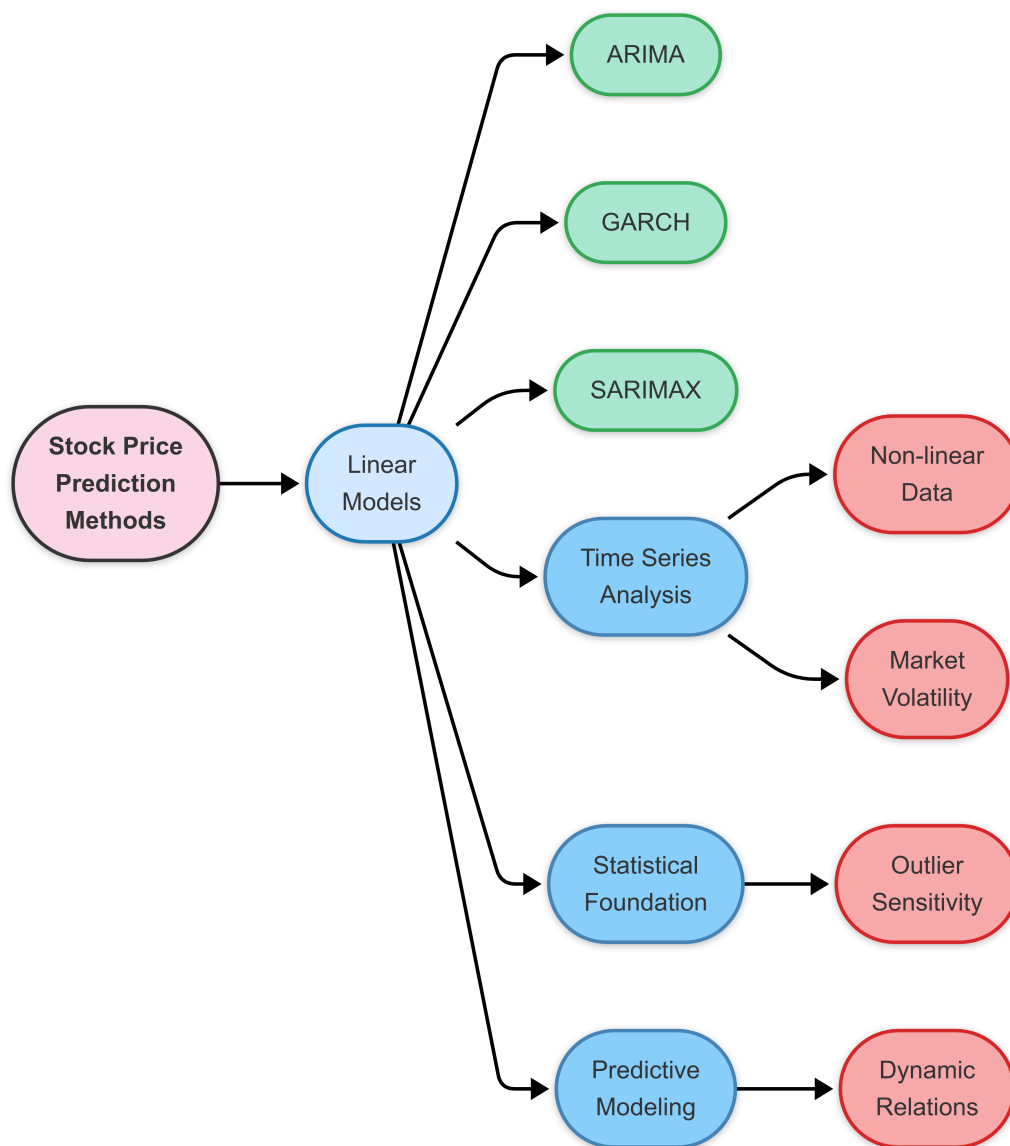 ARIMA
GARCH
SARIMAX
Stock Price
Prediction
Methods
Linear
Models
Non-linear
Data
Time Series
Analysis
Market
Volatility
Statistical
Foundation
Outlier
Sensitivity
Predictive
Modeling
Dynamic
Relations